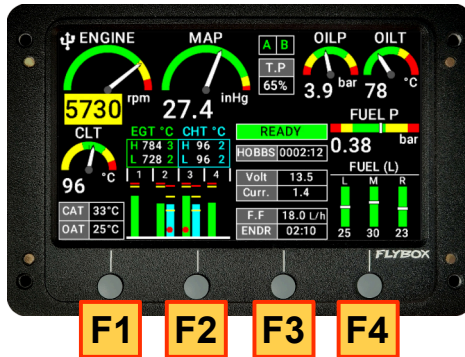 ENGINE
MAP
A B
OILP
OILT
T.P
65%
5730 rpm
27.4 inHg
3.9 bar
78 °C
FUEL P
0.38 bar
CLT
96 °C
EGT °C CHT °C
H 784 3 H 96 2
L 728 2 L 96 2
1 2 3 4
READY
HOBBS 0002:12
Volt 13.5
Curr. 1.4
F.F 18.0 L/h
ENDR 02:10
FUEL (L)
L M R
25 30 23
CAT 33°C
OAT 25°C
FLYBOX
F1 F2 F3 F4